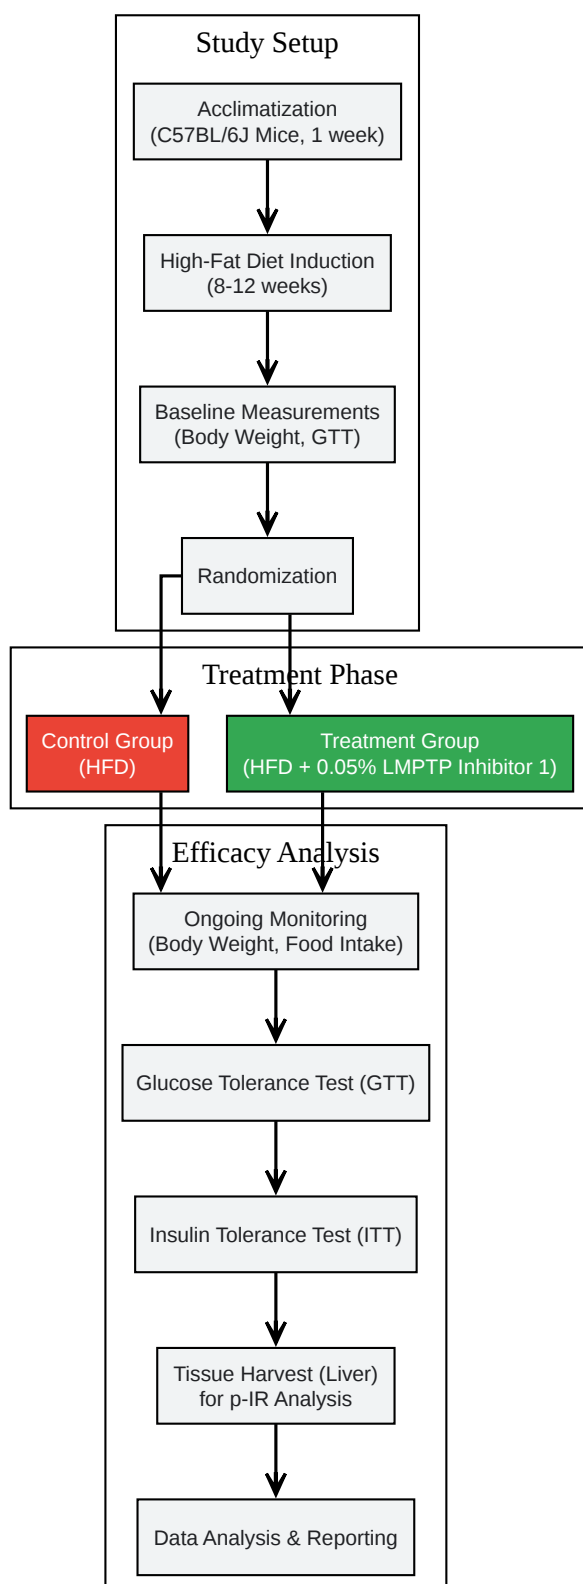 Study Setup
Acclimatization
(C57BL/6J Mice, 1 week)
High-Fat Diet Induction
(8-12 weeks)
Baseline Measurements
(Body Weight, GTT)
Randomization
Treatment Phase
Control Group
(HFD)
Treatment Group
(HFD + 0.05% LMPTP Inhibitor 1)
Efficacy Analysis
Ongoing Monitoring
(Body Weight, Food Intake)
Glucose Tolerance Test (GTT)
Insulin Tolerance Test (ITT)
Tissue Harvest (Liver)
for p-IR Analysis
Data Analysis & Reporting